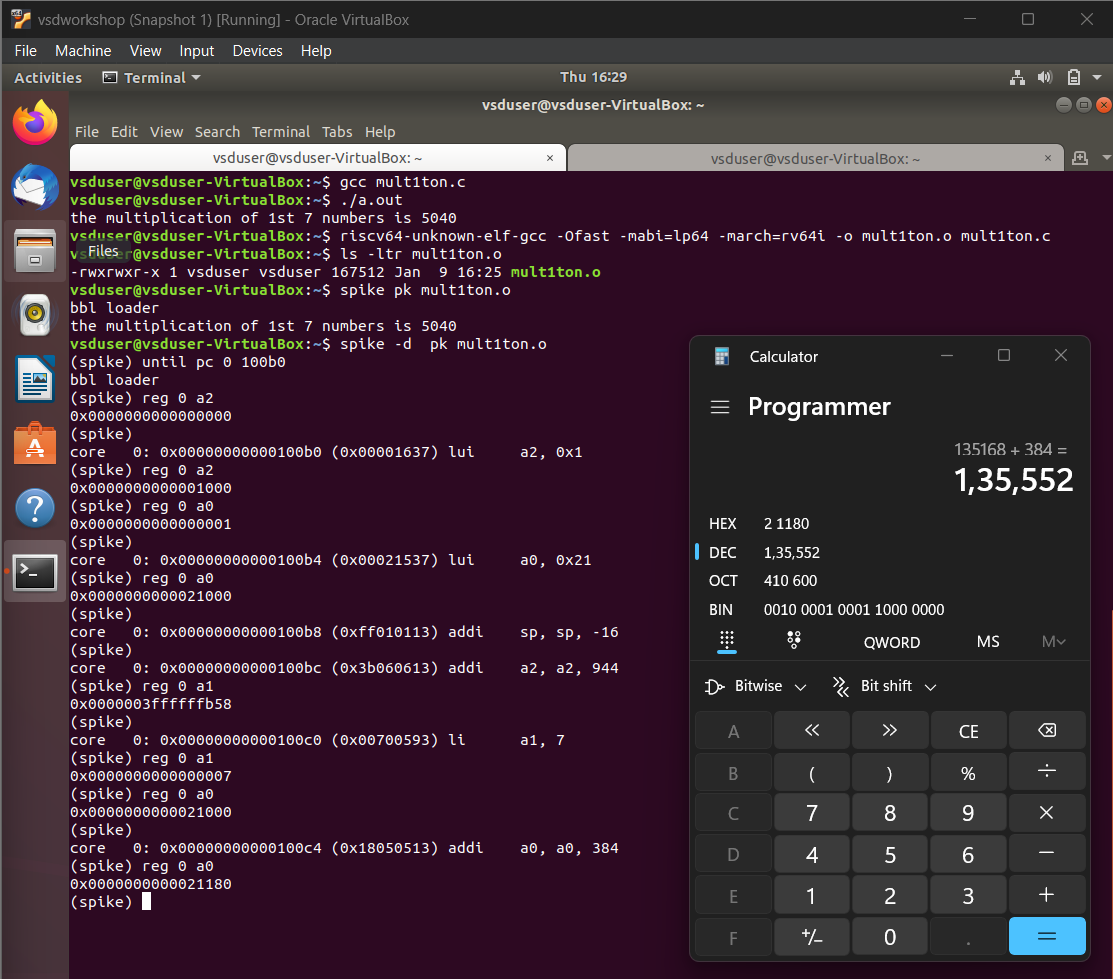 vsdworkshop (Snapshot 1) [Running] - Oracle VirtualBox
File Machine View Input Devices Help
Activities Terminal Thu 16:29
vsduser@vsduser-VirtualBox: ~
File Edit View Search Terminal Tabs Help
vsduser@vsduser-VirtualBox: ~ × vsduser@vsduser-VirtualBox: ~ ×
vsduser@vsduser-VirtualBox:~$ gcc mult1ton.c
vsduser@vsduser-VirtualBox:~$ ./a.out
the multiplication of 1st 7 numbers is 5040
vsduser@vsduser-VirtualBox:~$ riscv64-unknown-elf-gcc -Ofast -mabi=lp64 -march=rv64i -o mult1ton.o mult1ton.c
Files
vsduser@vsduser-VirtualBox:~$ ls -ltr mult1ton.o
-rwxrwxr-x 1 vsduser vsduser 167512 Jan  9 16:25 mult1ton.o
vsduser@vsduser-VirtualBox:~$ spike pk mult1ton.o
bbl loader
the multiplication of 1st 7 numbers is 5040
vsduser@vsduser-VirtualBox:~$ spike -d  pk mult1ton.o
(spike) until pc 0 100b0
bbl loader
(spike) reg 0 a2
0x0000000000000000
(spike)
core   0: 0x00000000000100b0 (0x00001637) lui     a2, 0x1
(spike) reg 0 a2
0x0000000000001000
(spike) reg 0 a0
0x0000000000000001
(spike)
core   0: 0x00000000000100b4 (0x00021537) lui     a0, 0x21
(spike) reg 0 a0
0x0000000000021000
(spike)
core   0: 0x00000000000100b8 (0xff010113) addi    sp, sp, -16
(spike)
core   0: 0x00000000000100bc (0x3b060613) addi    a2, a2, 944
(spike) reg 0 a1
0x0000003ffffffb58
(spike)
core   0: 0x00000000000100c0 (0x00700593) li      a1, 7
(spike) reg 0 a1
0x0000000000000007
(spike) reg 0 a0
0x0000000000021000
(spike)
core   0: 0x00000000000100c4 (0x18050513) addi    a0, a0, 384
(spike) reg 0 a0
0x0000000000021180
(spike)
Calculator
Programmer
135168 + 384 =
1,35,552
HEX 2 1180
DEC 1,35,552
OCT 410 600
BIN 0010 0001 0001 1000 0000
QWORD MS M
Bitwise Bit shift
A << >> CE
B ( ) % ÷
C 7 8 9 ×
D 4 5 6 −
E 1 2 3 +
F +/− 0 . =